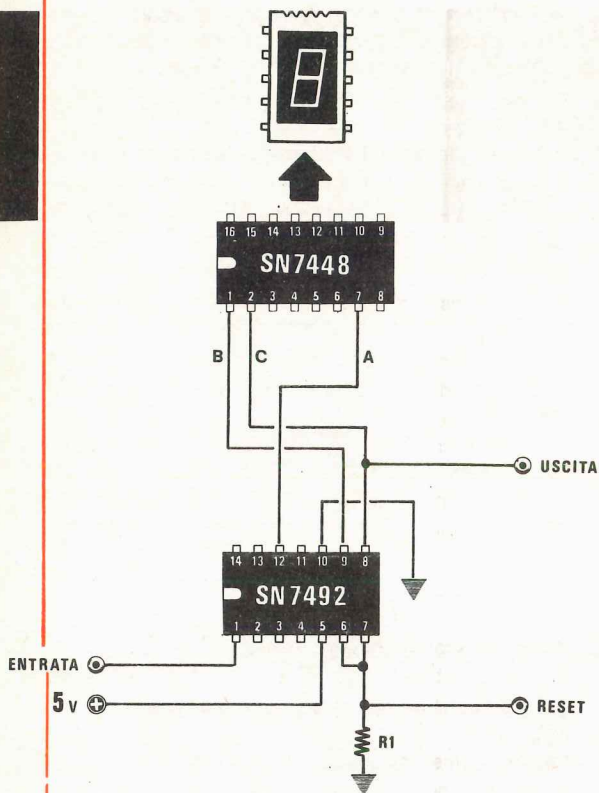 16 15 14 13 12 11 10 9
SN7448
1 2 3 4 5 6 7 8
B C A
USCITA
14 13 12 11 10 9 8
SN7492
1 2 3 4 5 6 7
ENTRATA
5 V
RESET
R1